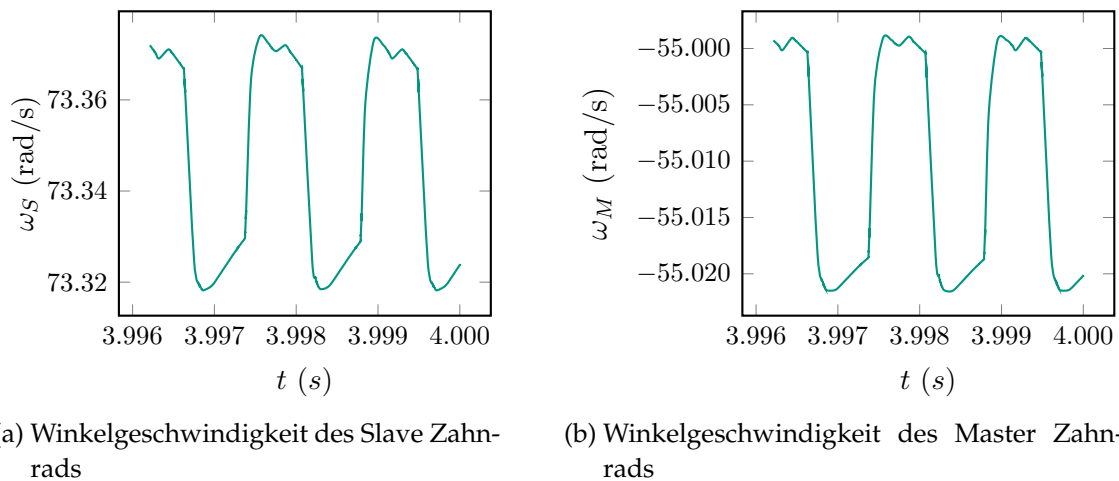 73.36
73.34
73.32
ω_S (rad/s)
3.996 3.997 3.998 3.999 4.000
t (s)
−55.000
−55.005
−55.010
−55.015
−55.020
ω_M (rad/s)
3.996 3.997 3.998 3.999 4.000
t (s)
a) Winkelgeschwindigkeit des Slave Zahn-
rads
(b) Winkelgeschwindigkeit des Master Zahn-
rads